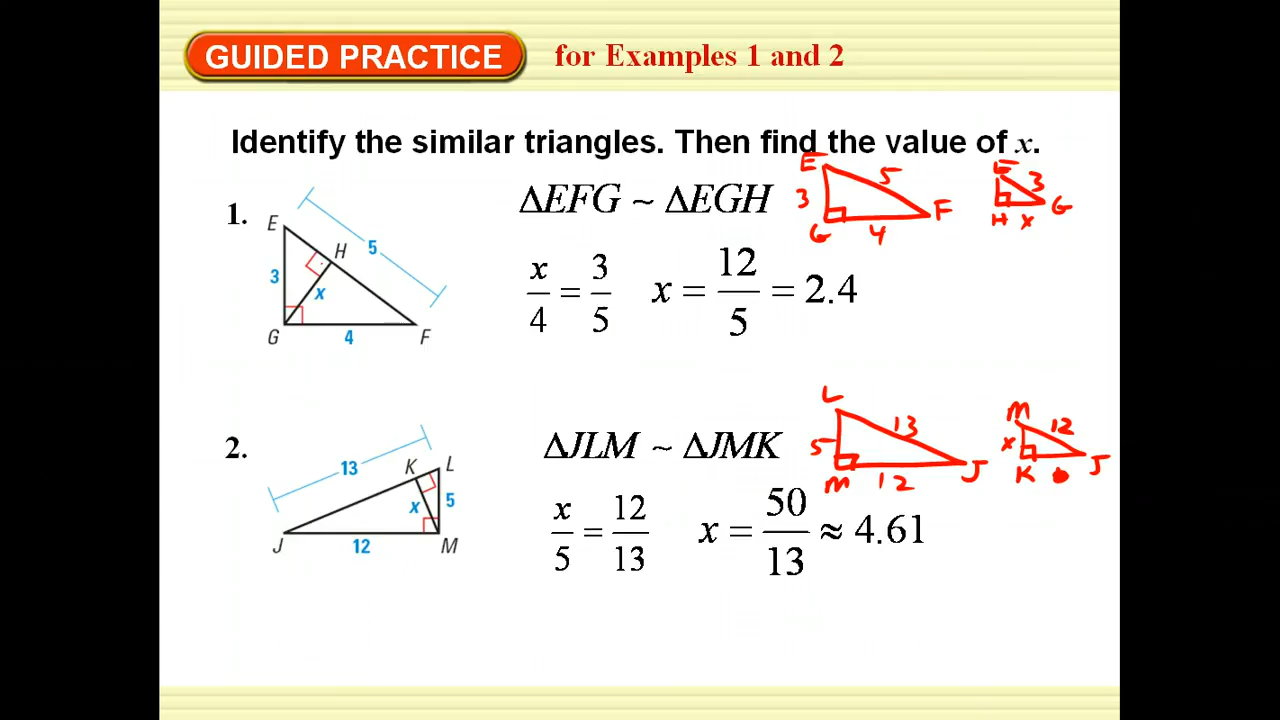 GUIDED PRACTICE for Examples 1 and 2
Identify the similar triangles. Then find the value of x.
1.
E
H
5
3
x
G
4
F
ΔEFG ~ ΔEGH
x/4 = 3/5
x = 12/5 = 2.4
E
5
3
G
4
F
E
3
H
x
G
2.
13
K
L
x
5
J
12
M
ΔJLM ~ ΔJMK
x/5 = 12/13
x = 50/13 ≈ 4.61
L
13
5
M
12
J
M
12
x
K
J